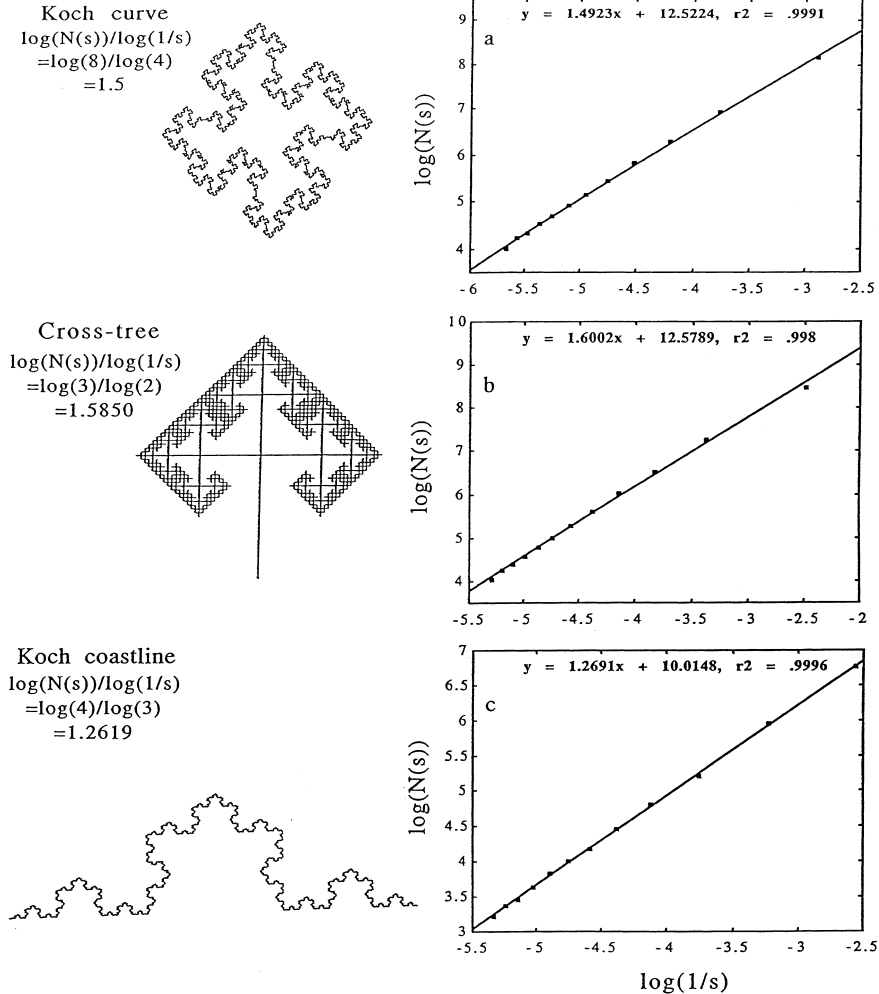 Koch curve
log(N(s))/log(1/s)
=log(8)/log(4)
=1.5
a
y = 1.4923x + 12.5224, r2 = .9991
9
8
7
6
5
4
log(N(s))
-6 -5.5 -5 -4.5 -4 -3.5 -3 -2.5
Cross-tree
log(N(s))/log(1/s)
=log(3)/log(2)
=1.5850
b
y = 1.6002x + 12.5789, r2 = .998
10
9
8
7
6
5
4
log(N(s))
-5.5 -5 -4.5 -4 -3.5 -3 -2.5 -2
Koch coastline
log(N(s))/log(1/s)
=log(4)/log(3)
=1.2619
c
y = 1.2691x + 10.0148, r2 = .9996
7
6.5
6
5.5
5
4.5
4
3.5
3
log(N(s))
-5.5 -5 -4.5 -4 -3.5 -3 -2.5
log(1/s)